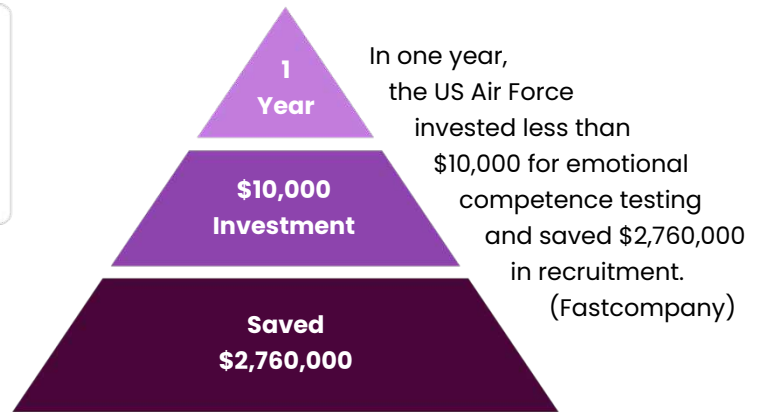 1
Year
$10,000
Investment
Saved
$2,760,000
In one year,
the US Air Force
invested less than
$10,000 for emotional
competence testing
and saved $2,760,000
in recruitment.
(Fastcompany)